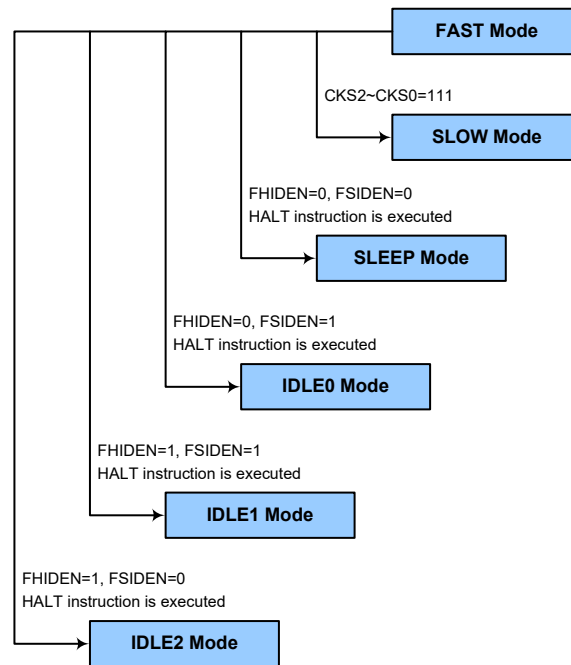 FAST Mode
CKS2~CKS0=111
SLOW Mode
FHIDEN=0, FSIDEN=0
HALT instruction is executed
SLEEP Mode
FHIDEN=0, FSIDEN=1
HALT instruction is executed
IDLE0 Mode
FHIDEN=1, FSIDEN=1
HALT instruction is executed
IDLE1 Mode
FHIDEN=1, FSIDEN=0
HALT instruction is executed
IDLE2 Mode